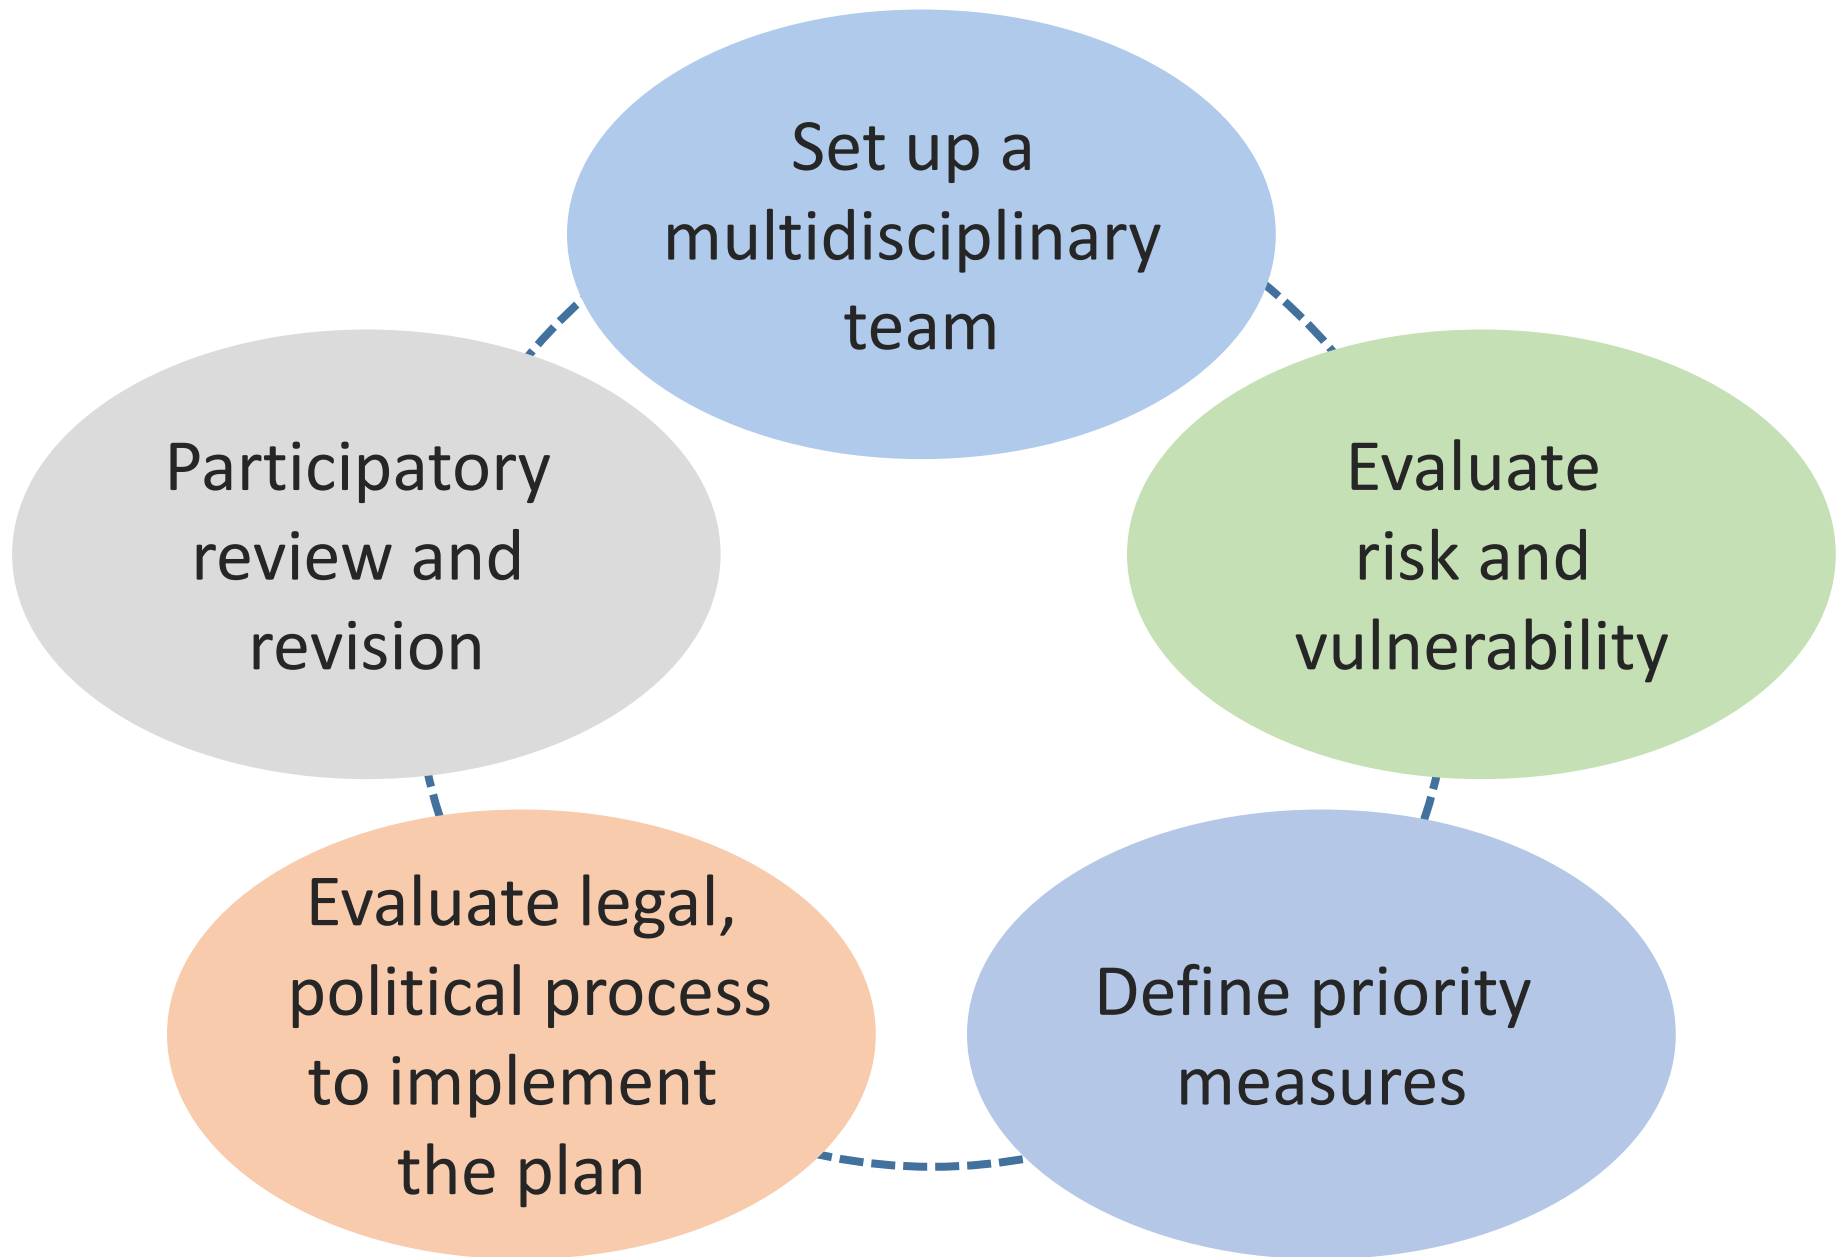 Set up a
multidisciplinary
team
Evaluate
risk and
vulnerability
Define priority
measures
Evaluate legal,
political process
to implement
the plan
Participatory
review and
revision